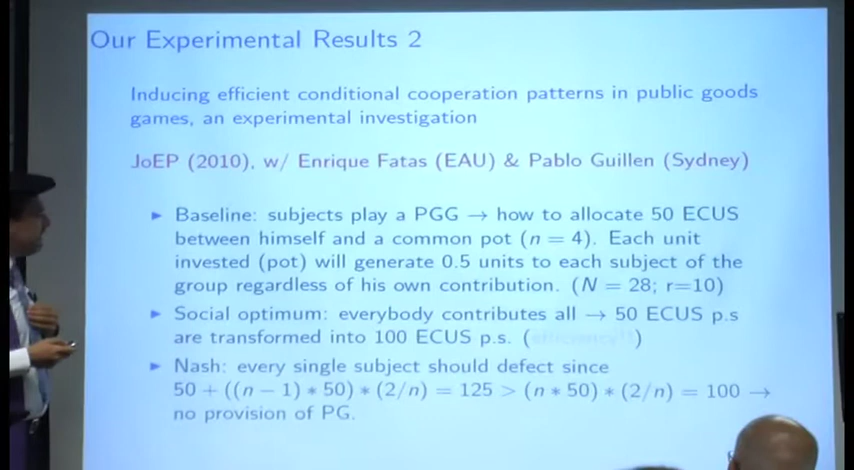 Our Experimental Results 2
Inducing efficient conditional cooperation patterns in public goods
games, an experimental investigation
JoEP (2010), w/ Enrique Fatas (EAU) & Pablo Guillen (Sydney)
► Baseline: subjects play a PGG → how to allocate 50 ECUS
between himself and a common pot (n = 4). Each unit
invested (pot) will generate 0.5 units to each subject of the
group regardless of his own contribution. (N = 28; r=10)
► Social optimum: everybody contributes all → 50 ECUS p.s
are transformed into 100 ECUS p.s. ( )
► Nash: every single subject should defect since
50 + ((n − 1) ∗ 50) ∗ (2/n) = 125 > (n ∗ 50) ∗ (2/n) = 100 →
no provision of PG.